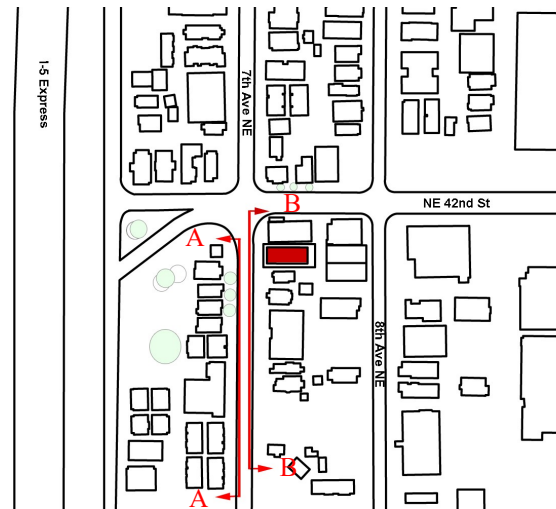 I-5 Express
7th Ave NE
NE 42nd St
B
A
8th Ave NE
B
A